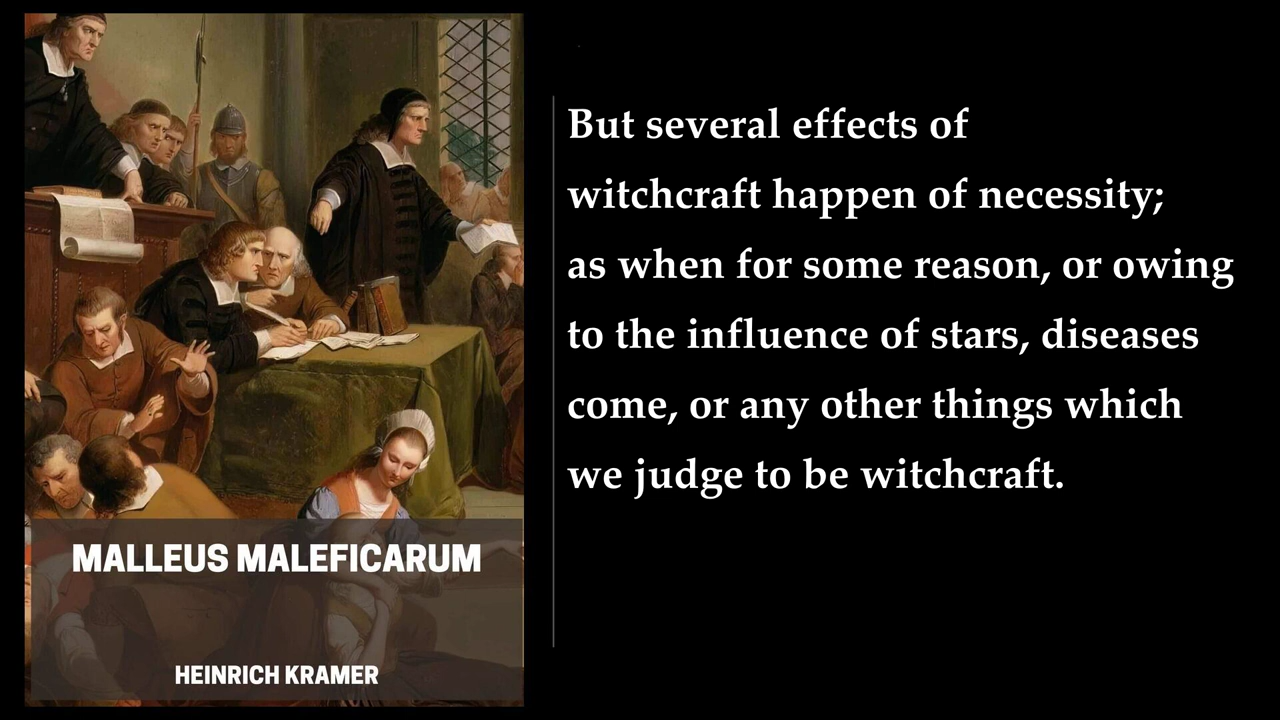 MALLEUS MALEFICARUM
HEINRICH KRAMER
But several effects of
witchcraft happen of necessity;
as when for some reason, or owing
to the influence of stars, diseases
come, or any other things which
we judge to be witchcraft.